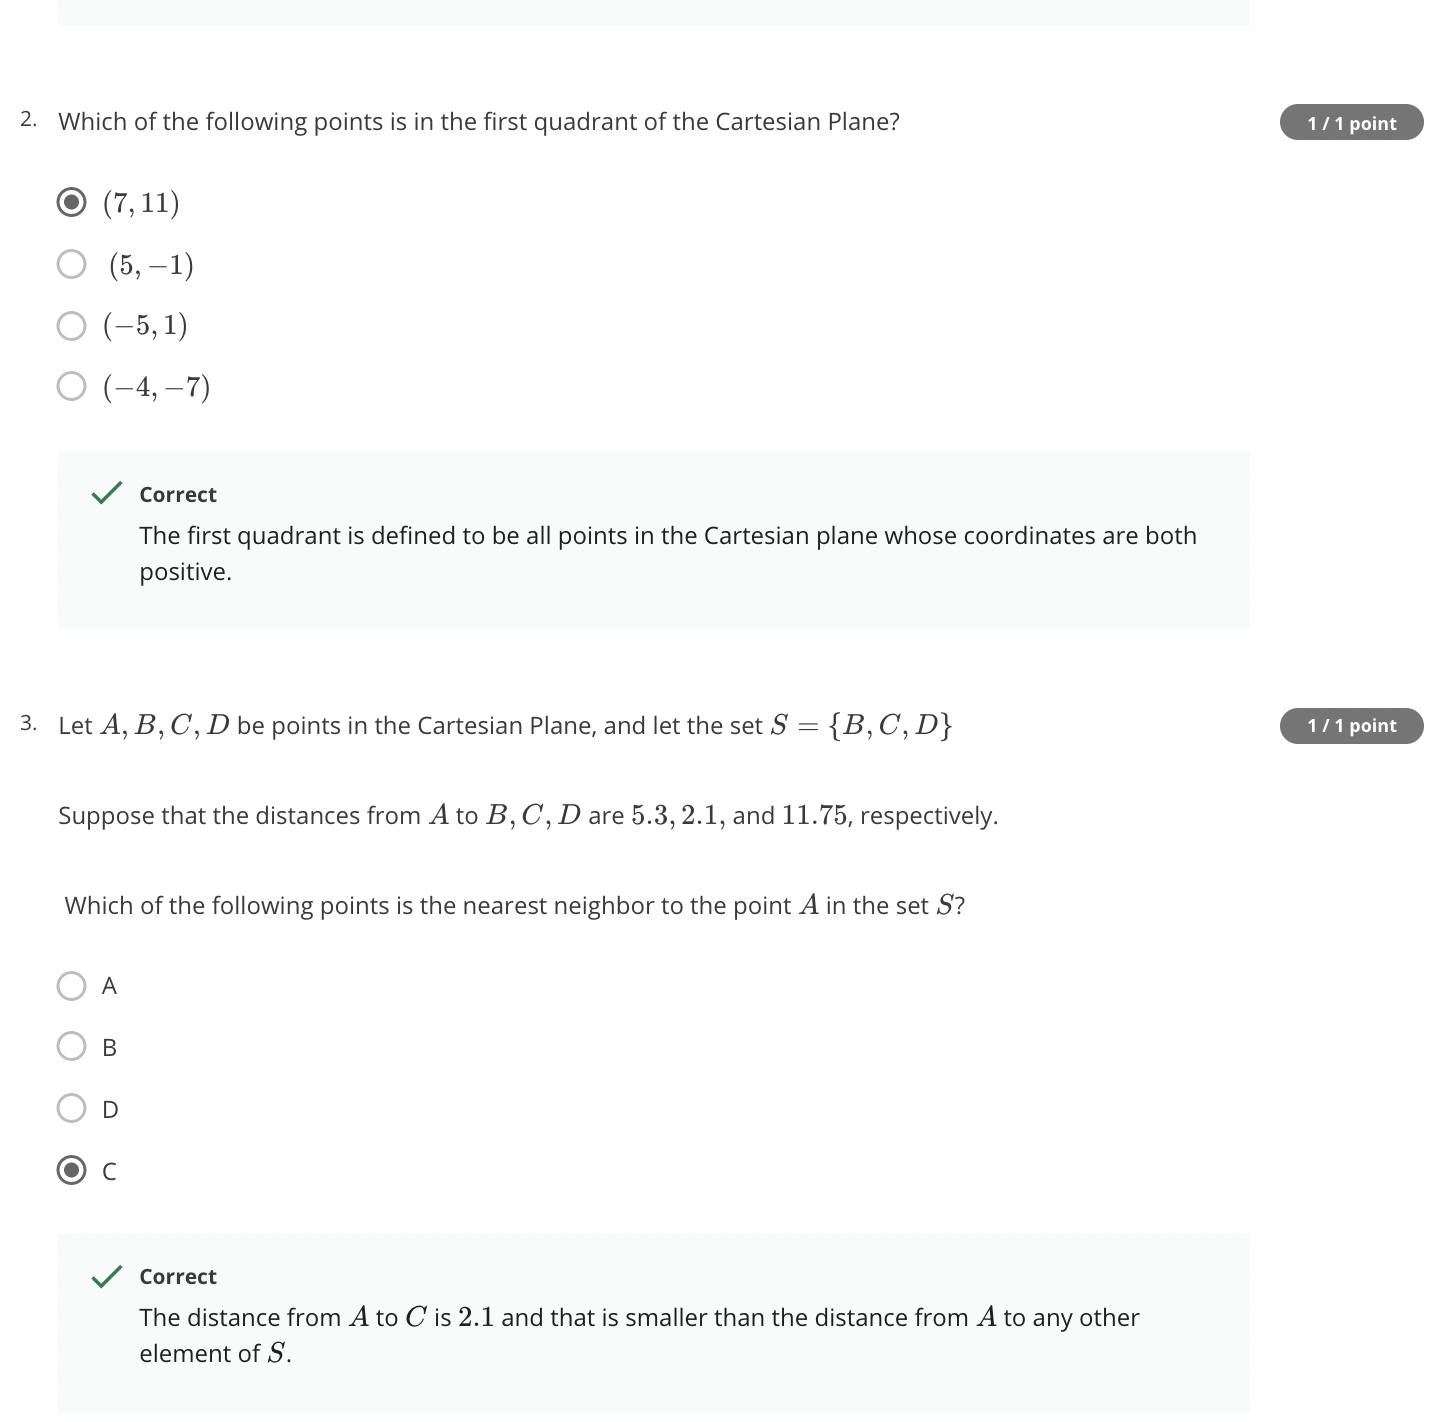 2. Which of the following points is in the first quadrant of the Cartesian Plane?
1 / 1 point
(7, 11)
(5, −1)
(−5, 1)
(−4, −7)
Correct
The first quadrant is defined to be all points in the Cartesian plane whose coordinates are both
positive.
3. Let A, B, C, D be points in the Cartesian Plane, and let the set S = {B, C, D}
1 / 1 point
Suppose that the distances from A to B, C, D are 5.3, 2.1, and 11.75, respectively.
Which of the following points is the nearest neighbor to the point A in the set S?
A
B
D
C
Correct
The distance from A to C is 2.1 and that is smaller than the distance from A to any other
element of S.